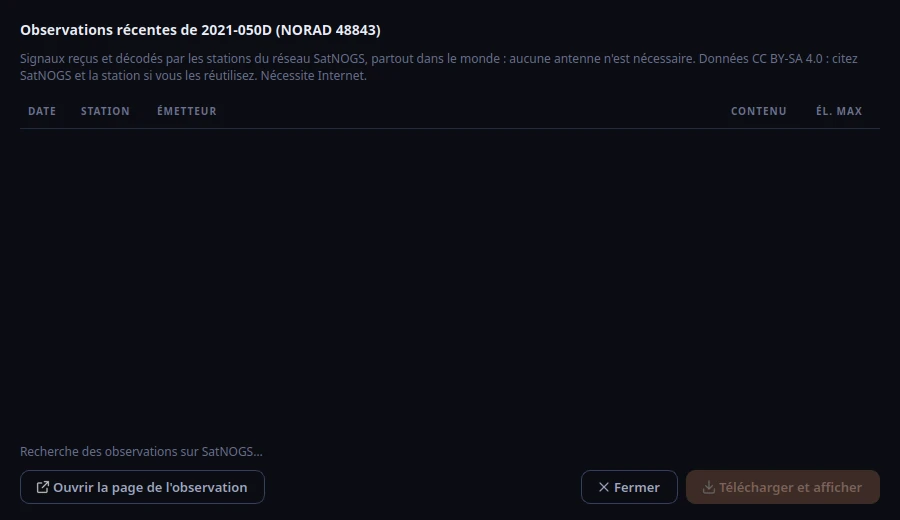 Observations récentes de 2021-050D (NORAD 48843)
Signaux reçus et décodés par les stations du réseau SatNOGS, partout dans le monde : aucune antenne n'est nécessaire. Données CC BY-SA 4.0 : citez
SatNOGS et la station si vous les réutilisez. Nécessite Internet.
DATE STATION ÉMETTEUR CONTENU ÉL. MAX
Recherche des observations sur SatNOGS…
Ouvrir la page de l'observation Fermer Télécharger et afficher